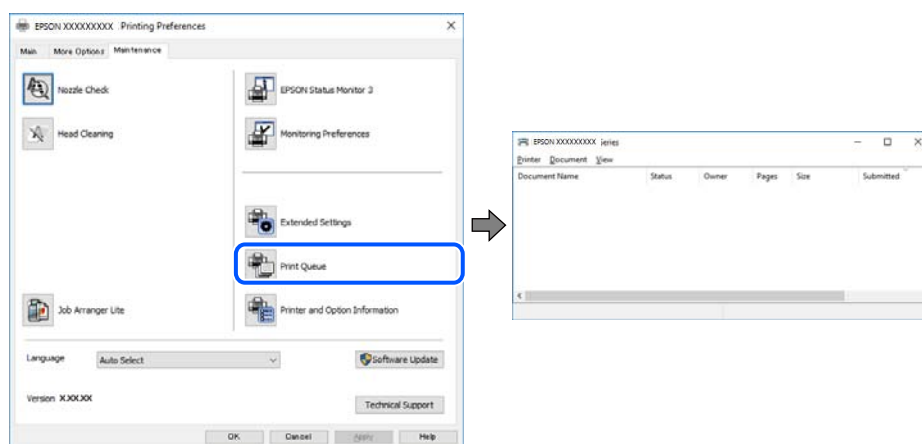 EPSON XXXXXXXXX Printing Preferences
Main More Options Maintenance
Nozzle Check
EPSON Status Monitor 3
Head Cleaning
Monitoring Preferences
Extended Settings
Print Queue
Job Arranger Lite
Printer and Option Information
Language Auto Select
Software Update
Version X.XX.XX
Technical Support
OK Cancel Apply Help
EPSON XXXXXXXXX Series
Printer Document View
Document Name Status Owner Pages Size Submitted